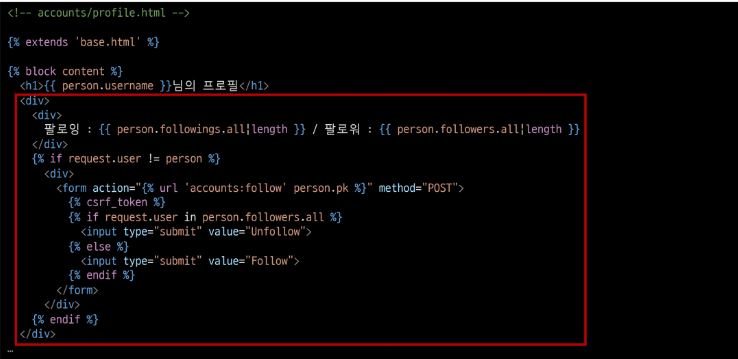 <!-- accounts/profile.html -->
{% extends 'base.html' %}
{% block content %}
<h1>{{ person.username }}님의 프로필</h1>
<div>
<div>
팔로잉 : {{ person.followings.all|length }} / 팔로워 : {{ person.followers.all|length }}
</div>
{% if request.user != person %}
<div>
<form action="{% url 'accounts:follow' person.pk %}" method="POST">
{% csrf_token %}
{% if request.user in person.followers.all %}
<input type="submit" value="Unfollow">
{% else %}
<input type="submit" value="Follow">
{% endif %}
</form>
</div>
{% endif %}
</div>
…